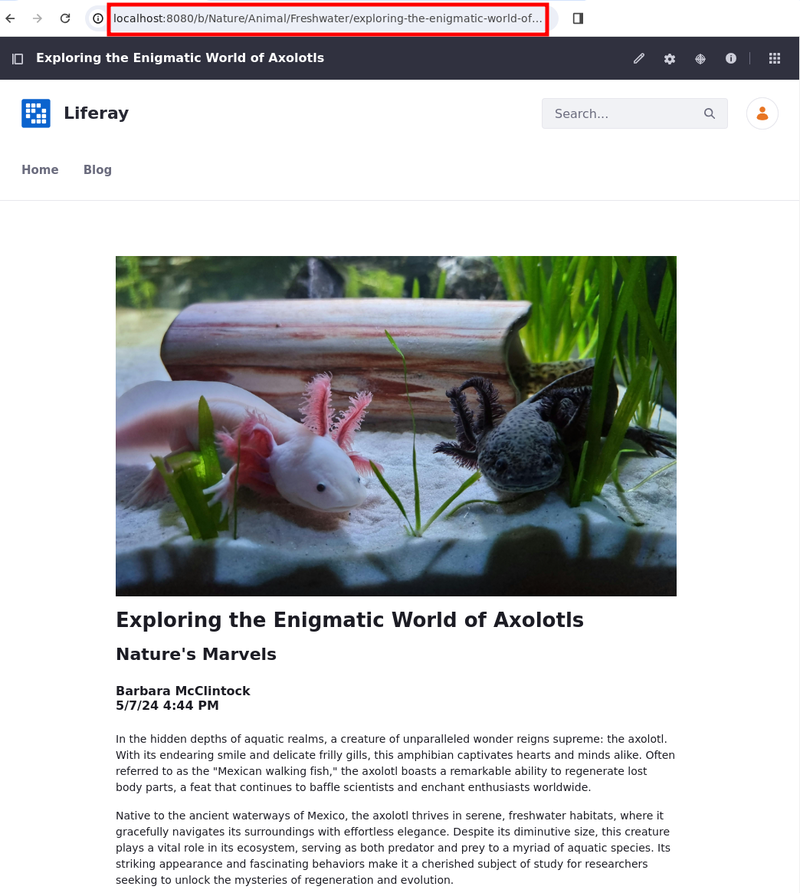 localhost:8080/b/Nature/Animal/Freshwater/exploring-the-enigmatic-world-of...
Exploring the Enigmatic World of Axolotls
Liferay
Search...
Home Blog
Exploring the Enigmatic World of Axolotls
Nature's Marvels
Barbara McClintock
5/7/24 4:44 PM
In the hidden depths of aquatic realms, a creature of unparalleled wonder reigns supreme: the axolotl.
With its endearing smile and delicate frilly gills, this amphibian captivates hearts and minds alike. Often
referred to as the "Mexican walking fish," the axolotl boasts a remarkable ability to regenerate lost
body parts, a feat that continues to baffle scientists and enchant enthusiasts worldwide.
Native to the ancient waterways of Mexico, the axolotl thrives in serene, freshwater habitats, where it
gracefully navigates its surroundings with effortless elegance. Despite its diminutive size, this creature
plays a vital role in its ecosystem, serving as both predator and prey to a myriad of aquatic species. Its
striking appearance and fascinating behaviors make it a cherished subject of study for researchers
seeking to unlock the mysteries of regeneration and evolution.